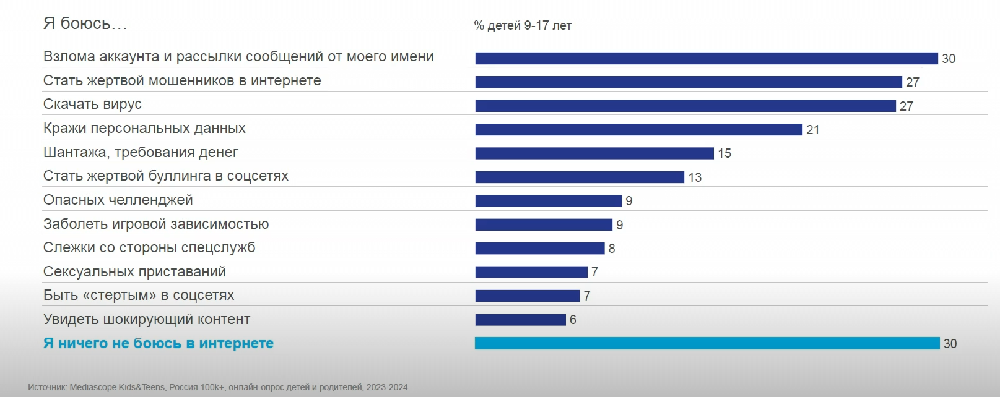 Я боюсь…
% детей 9-17 лет
Взлома аккаунта и рассылки сообщений от моего имени 30
Стать жертвой мошенников в интернете 27
Скачать вирус 27
Кражи персональных данных 21
Шантажа, требования денег 15
Стать жертвой буллинга в соцсетях 13
Опасных челленджей 9
Заболеть игровой зависимостью 9
Слежки со стороны спецслужб 8
Сексуальных приставаний 7
Быть «стертым» в соцсетях 7
Увидеть шокирующий контент 6
Я ничего не боюсь в интернете 30
Источник: Mediascope Kids&Teens, Россия 100k+, онлайн-опрос детей и родителей, 2023-2024